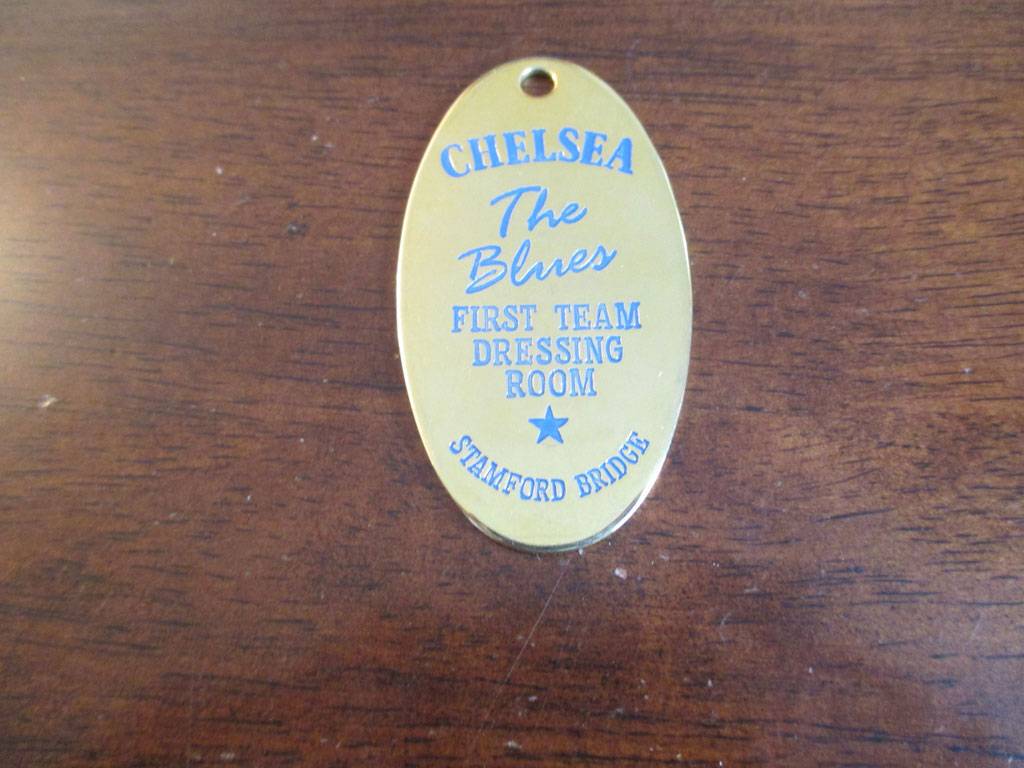 CHELSEA
The
Blues
FIRST TEAM
DRESSING
ROOM
STAMFORD BRIDGE